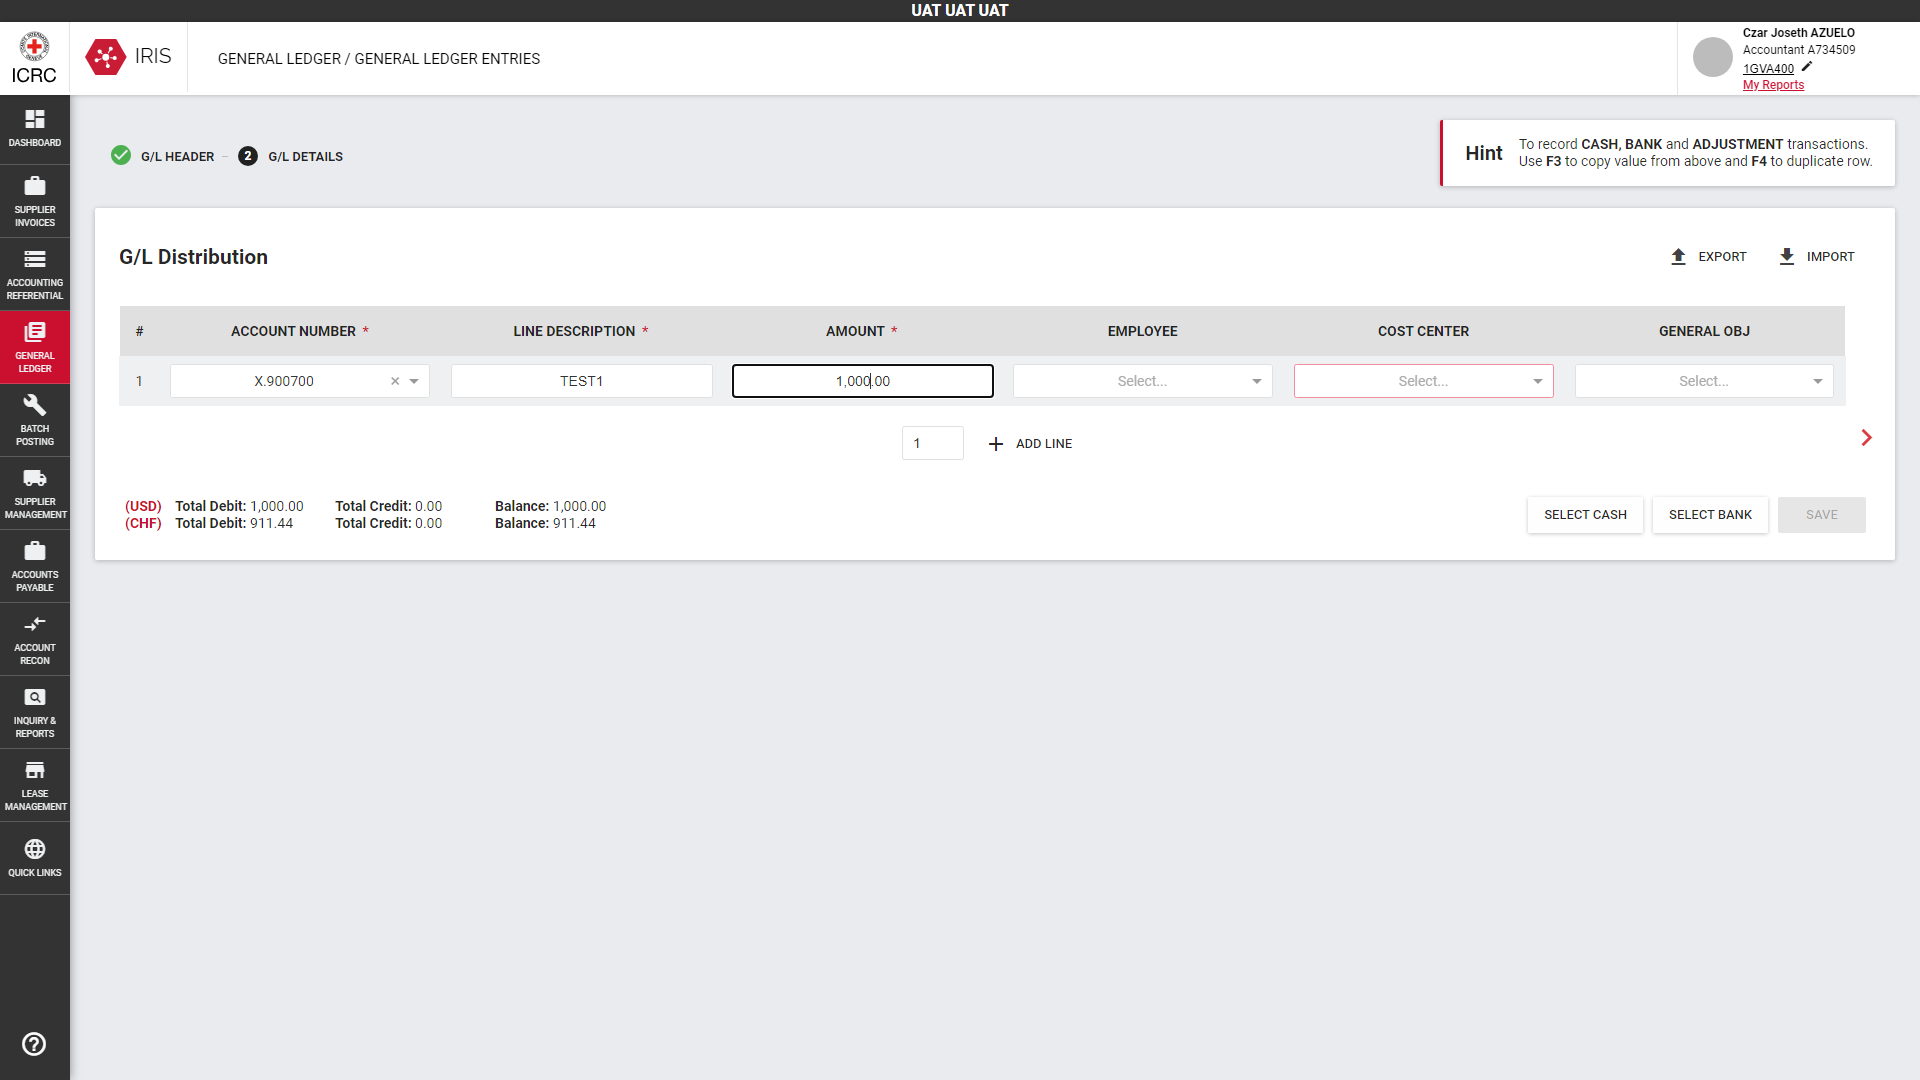 UAT UAT UAT
ICRC
IRIS
GENERAL LEDGER / GENERAL LEDGER ENTRIES
Czar Joseth AZUELO
Accountant A734509
1GVA400
My Reports
DASHBOARD
SUPPLIER
INVOICES
ACCOUNTING
REFERENTIAL
GENERAL
LEDGER
BATCH
POSTING
SUPPLIER
MANAGEMENT
ACCOUNTS
PAYABLE
ACCOUNT
RECON
INQUIRY &
REPORTS
LEASE
MANAGEMENT
QUICK LINKS
G/L HEADER – 2 G/L DETAILS
Hint
To record CASH, BANK and ADJUSTMENT transactions.
Use F3 to copy value from above and F4 to duplicate row.
G/L Distribution
EXPORT IMPORT
# ACCOUNT NUMBER * LINE DESCRIPTION * AMOUNT * EMPLOYEE COST CENTER GENERAL OBJ
1 X.900700 TEST1 1,000.00 Select... Select... Select...
1 ADD LINE
(USD) Total Debit: 1,000.00 Total Credit: 0.00 Balance: 1,000.00
(CHF) Total Debit: 911.44 Total Credit: 0.00 Balance: 911.44
SELECT CASH SELECT BANK SAVE